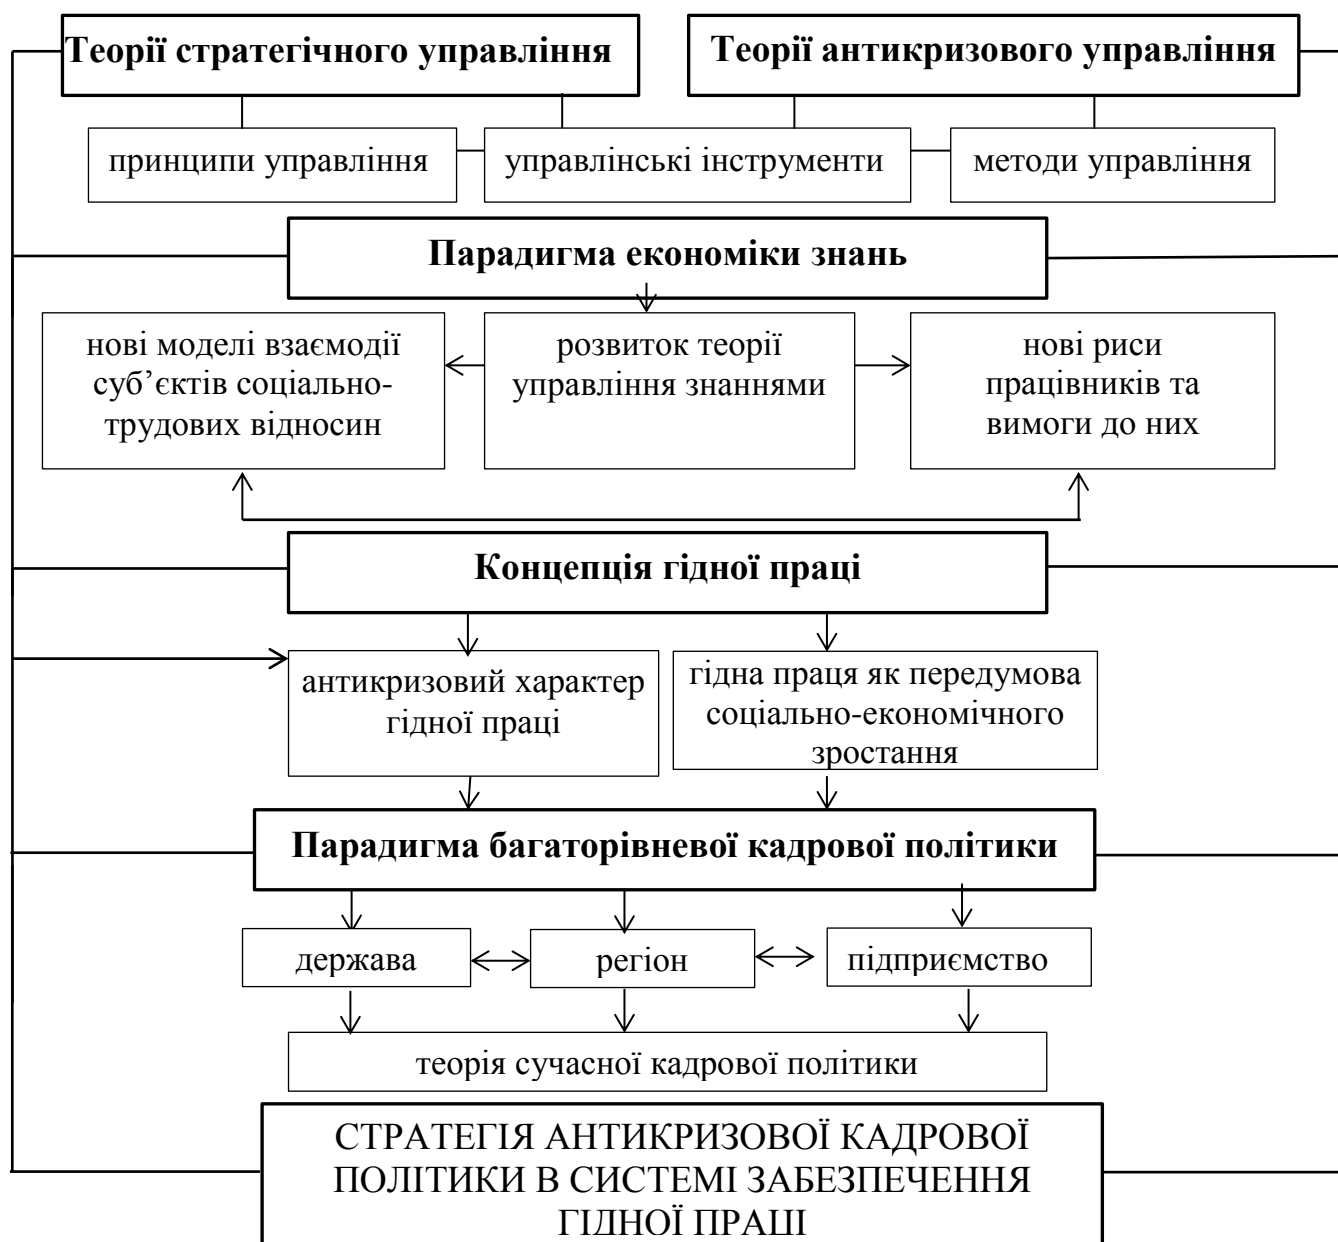 Теорії стратегічного управління
Теорії антикризового управління
принципи управління
управлінські інструменти
методи управління
Парадигма економіки знань
нові моделі взаємодії
суб’єктів соціально-
трудових відносин
розвиток теорії
управління знаннями
нові риси
працівників та
вимоги до них
Концепція гідної праці
антикризовий характер
гідної праці
гідна праця як передумова
соціально-економічного
зростання
Парадигма багаторівневої кадрової політики
держава
регіон
підприємство
теорія сучасної кадрової політики
СТРАТЕГІЯ АНТИКРИЗОВОЇ КАДРОВОЇ
ПОЛІТИКИ В СИСТЕМІ ЗАБЕЗПЕЧЕННЯ
ГІДНОЇ ПРАЦІ